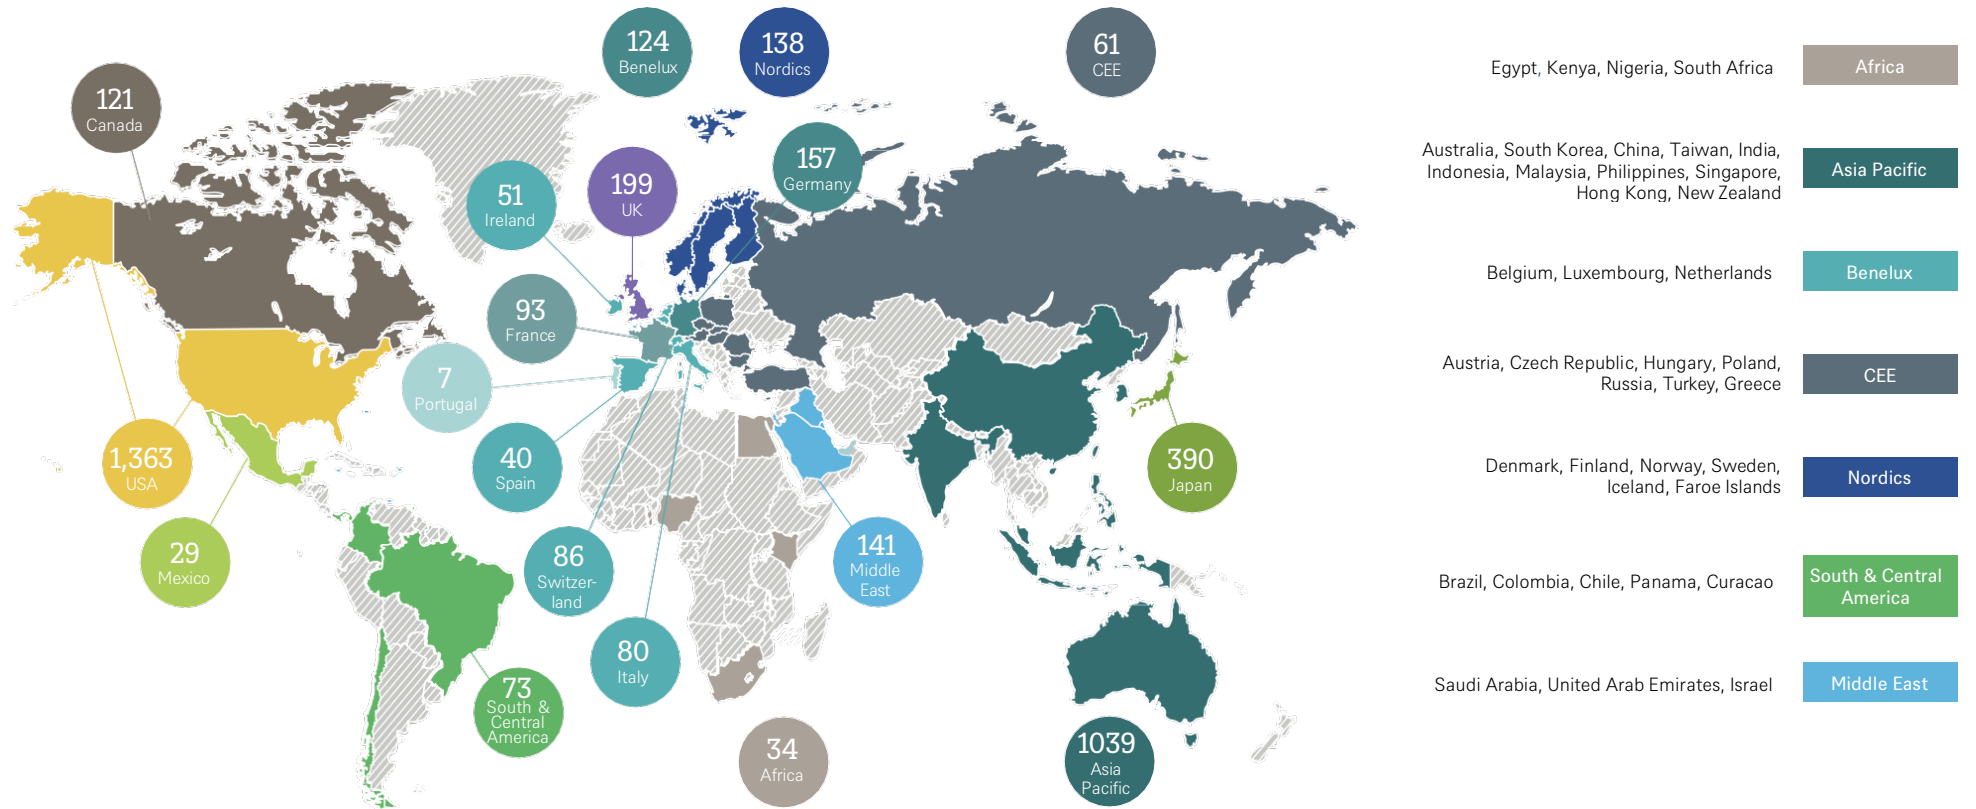 124
Benelux
138
Nordics
61
CEE
121
Canada
157
Germany
51
Ireland
199
UK
93
France
7
Portugal
1,363
USA
40
Spain
390
Japan
29
Mexico
86
Switzer-
land
141
Middle
East
80
Italy
73
South &
Central
America
34
Africa
1039
Asia
Pacific
Egypt, Kenya, Nigeria, South Africa
Africa
Australia, South Korea, China, Taiwan, India,
Indonesia, Malaysia, Philippines, Singapore,
Hong Kong, New Zealand
Asia Pacific
Belgium, Luxembourg, Netherlands
Benelux
Austria, Czech Republic, Hungary, Poland,
Russia, Turkey, Greece
CEE
Denmark, Finland, Norway, Sweden,
Iceland, Faroe Islands
Nordics
Brazil, Colombia, Chile, Panama, Curacao
South & Central
America
Saudi Arabia, United Arab Emirates, Israel
Middle East